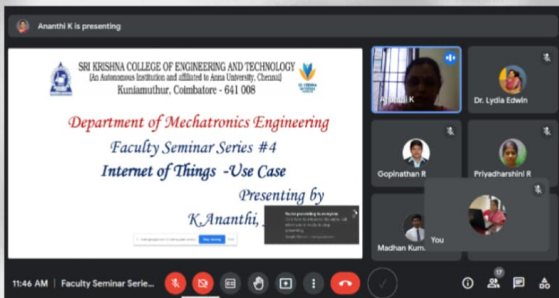 Ananthi K is presenting
SRI KRISHNA COLLEGE OF ENGINEERING AND TECHNOLOGY
[An Autonomous Institution and affiliated to Anna University, Chennai]
Kuniamuthur, Coimbatore - 641 008
Department of Mechatronics Engineering
Faculty Seminar Series #4
Internet of Things -Use Case
Presenting by
K.Ananthi,
K
Dr. Lydia Edwin
Gopinathan R
Priyadharshini R
Madhan Kum
You
11:46 AM | Faculty Seminar Serie...
17